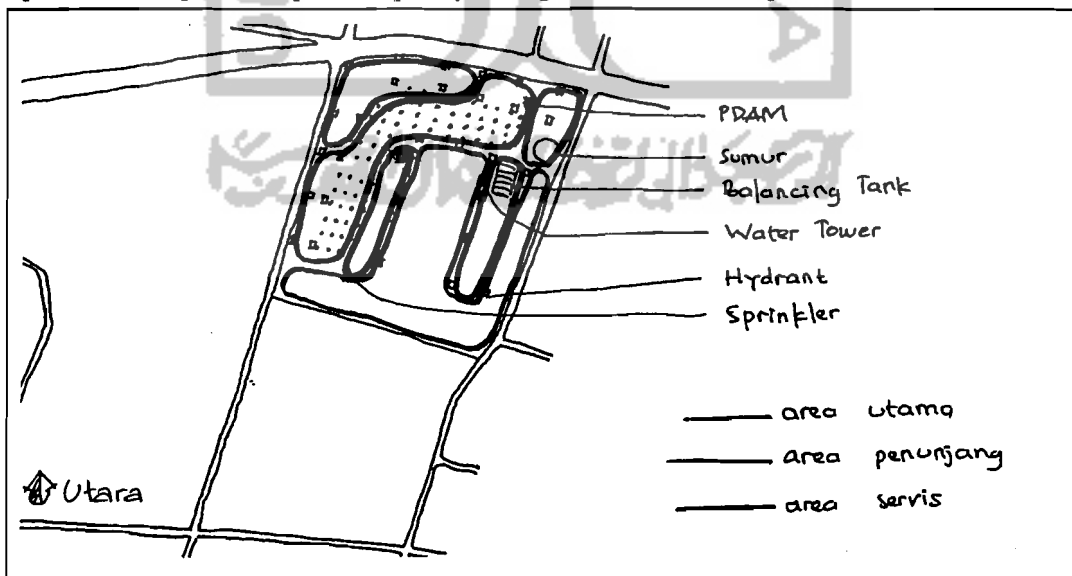 PDAM
Sumur
Balancing Tank
Water Tower
Hydrant
Sprinkler
area utama
area penunjang
area servis
Utara